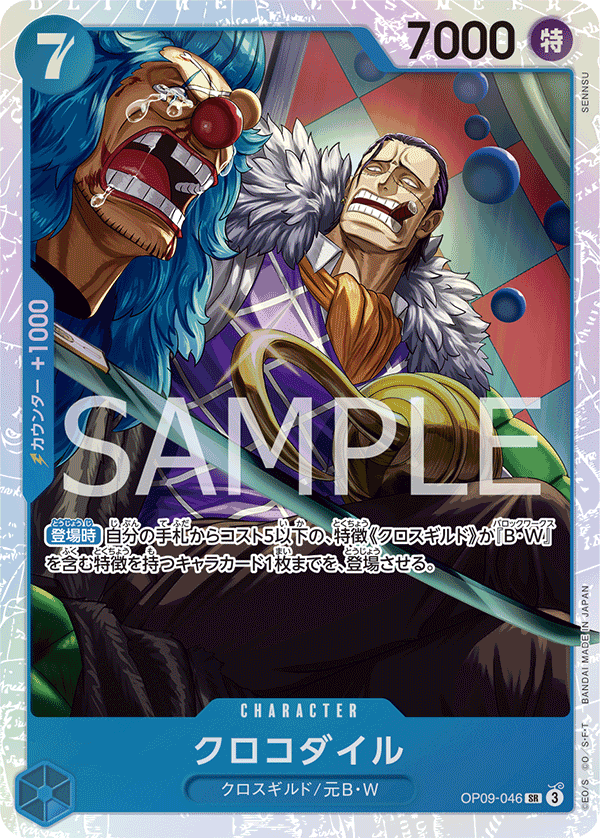 7
7000
特
SENNSU
カウンター +1000
SAMPLE
登場時 自分の手札からコスト5以下の、特徴《クロスギルド》か『B・W』
を含む特徴を持つキャラカード1枚までを、登場させる。
CHARACTER
クロコダイル
クロスギルド/元B・W
OP09-046 SR 3
©E.O/S ©O/S・F・T BANDAI MADE IN JAPAN